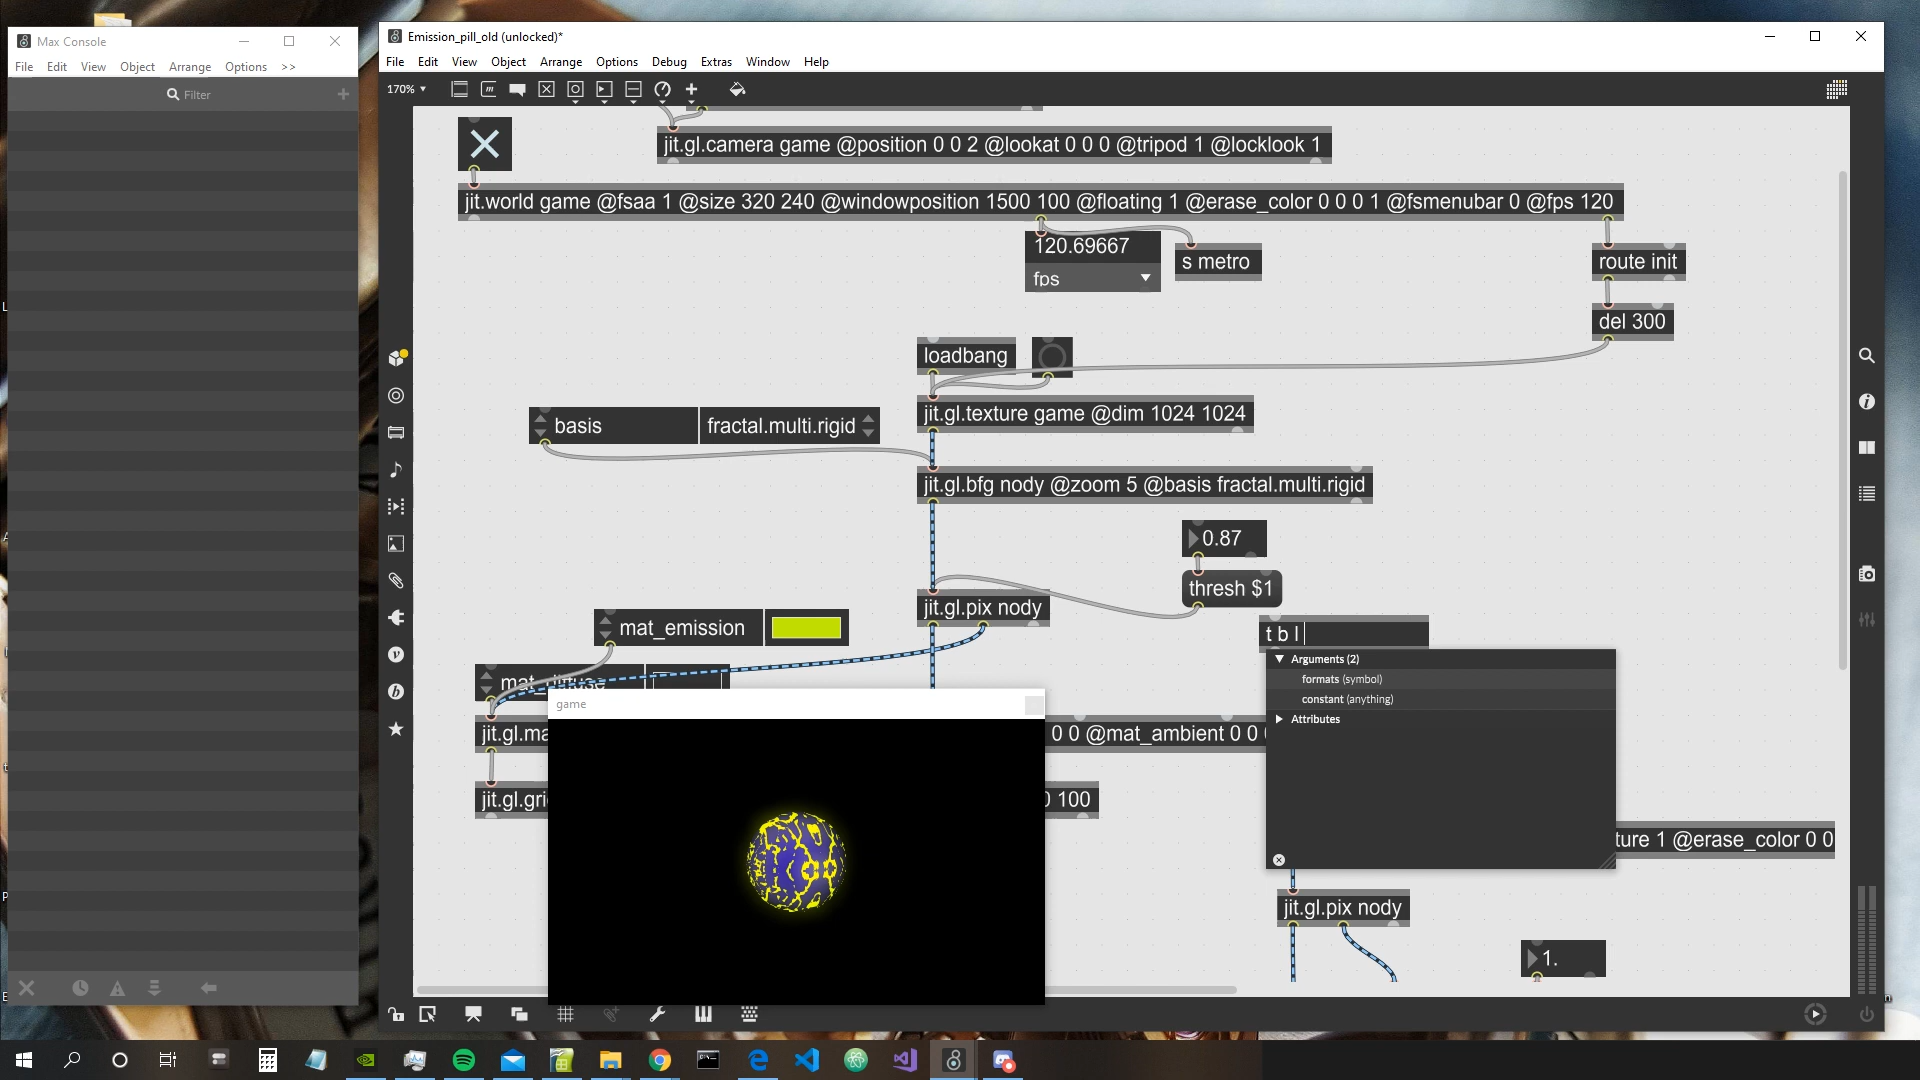 Max Console
File Edit View Object Arrange Options >>
Filter
Emission_pill_old (unlocked)*
File Edit View Object Arrange Options Debug Extras Window Help
170%
jit.gl.camera game @position 0 0 2 @lookat 0 0 0 @tripod 1 @locklook 1
jit.world game @fsaa 1 @size 320 240 @windowposition 1500 100 @floating 1 @erase_color 0 0 0 1 @fsmenubar 0 @fps 120
120.69667
fps
s metro
route init
del 300
loadbang
jit.gl.texture game @dim 1024 1024
basis fractal.multi.rigid
jit.gl.bfg nody @zoom 5 @basis fractal.multi.rigid
0.87
thresh $1
jit.gl.pix nody
mat_emission
t b l
Arguments (2)
formats (symbol)
constant (anything)
Attributes
mat_diffuse
game
jit.gl.ma
0 0 @mat_ambient 0 0
jit.gl.gri
0 100
ture 1 @erase_color 0 0
jit.gl.pix nody
1.